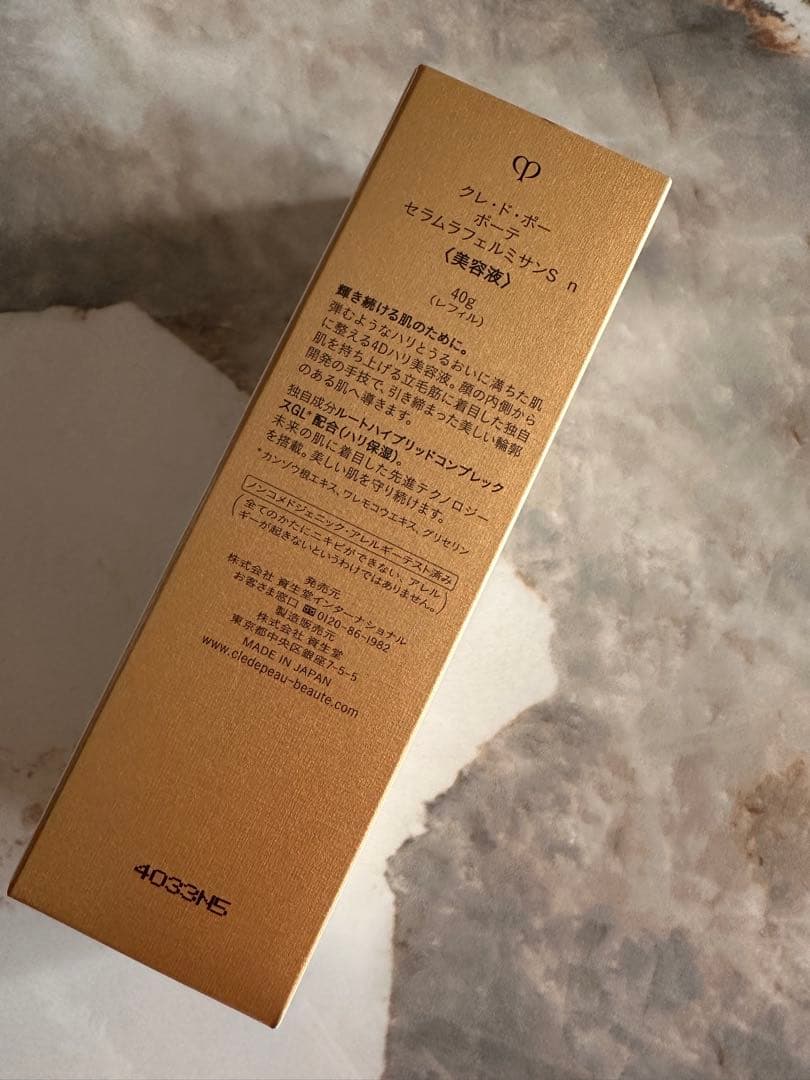 クレ・ド・ポー
ボーテ
セラムラフェルミサンS n
〈美容液〉
40g
(レフィル)
輝き続ける肌のために。
弾むようなハリとうるおいに満ちた肌
に整える4Dハリ美容液。顔の内側から
肌を持ち上げる立毛筋に着目した独自
開発の手技で、引き締まった美しい輪郭
のある肌へ導きます。
独自成分ルートハイブリッドコンプレック
スGL*配合(ハリ保湿)。
未来の肌に着目した先進テクノロジー
を搭載。美しい肌を守り続けます。
*カンゾウ根エキス、ワレモコウエキス、グリセリン
ノンコメドジェニック・アレルギーテスト済み
(全てのかたにニキビができない、アレル
ギーが起きないというわけではありません。)
発売元
株式会社 資生堂インターナショナル
お客さま窓口 0120-86-1982
製造販売元
株式会社 資生堂
東京都中央区銀座7-5-5
MADE IN JAPAN
www.cledepeau-beaute.com
4033N5